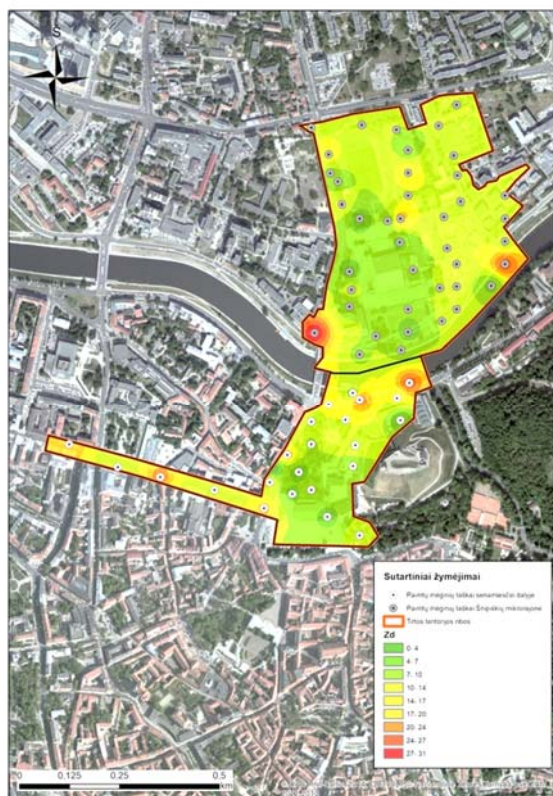 Š
Sutartiniai žymėjimai
Paimtų mėginių taškai senamiesčio dalyje
Paimtų mėginių taškai Šnipiškių mikrorajone
Tirtos teritorijos ribos
Zd
0- 4
4- 7
7- 10
10- 14
14- 17
17- 20
20- 24
24- 27
27- 31
0 0,125 0,25 0,5
km